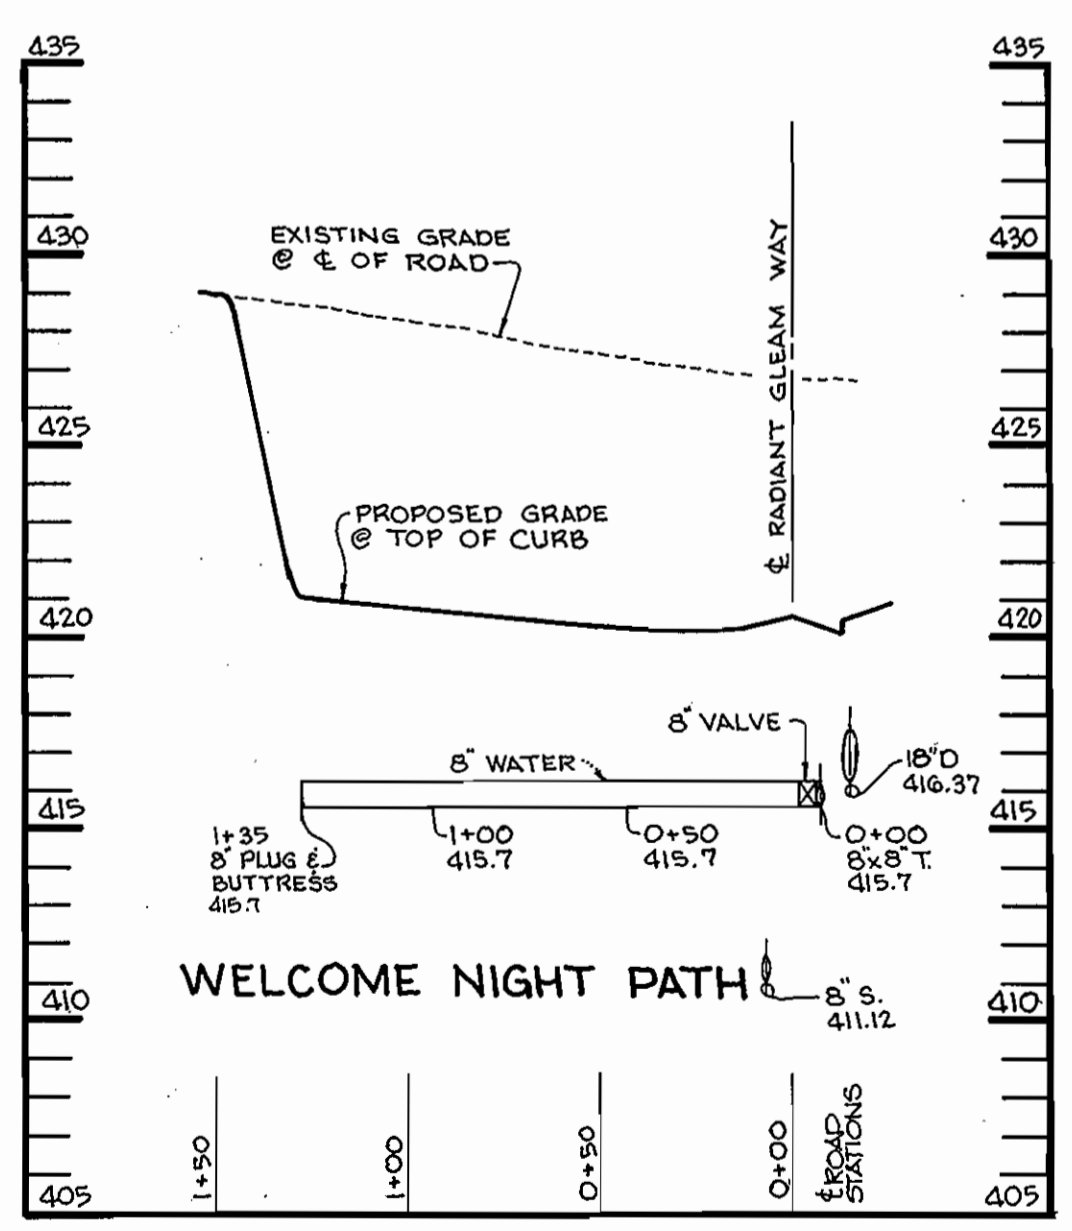 435
435
430
EXISTING GRADE
@ ℄ OF ROAD
430
℄ RADIANT GLEAM WAY
425
425
PROPOSED GRADE
@ TOP OF CURB
420
420
8" VALVE
8" WATER
18"D
416.37
415
415
1+35
8" PLUG &
BUTTRESS
415.7
1+00
415.7
0+50
415.7
0+00
8"x8" T.
415.7
WELCOME NIGHT PATH
8" S.
411.12
410
410
1+50
1+00
0+50
0+00
℄ ROAD
STATIONS
405
405